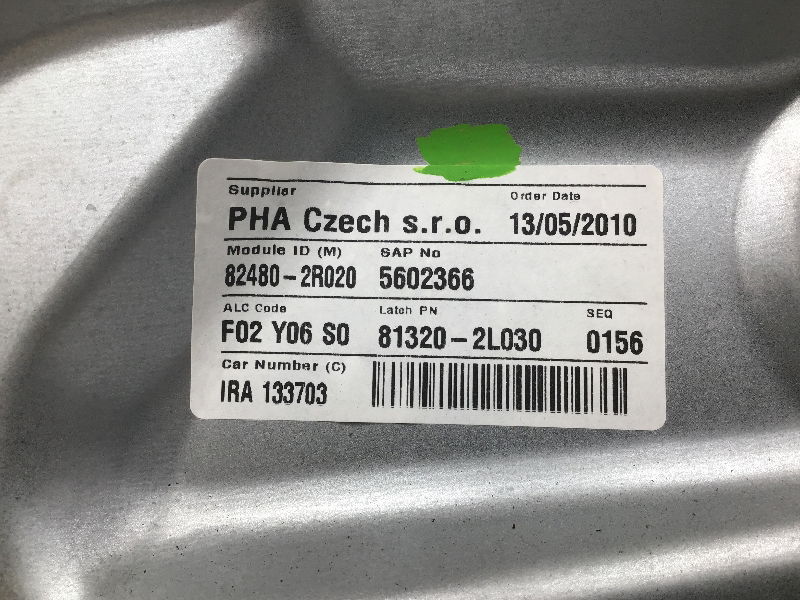 Supplier Order Date
PHA Czech s.r.o. 13/05/2010
Module ID (M) SAP No
82480-2R020 5602366
ALC Code Latch PN SEQ
F02 Y06 S0 81320-2L030 0156
Car Number (C)
IRA 133703